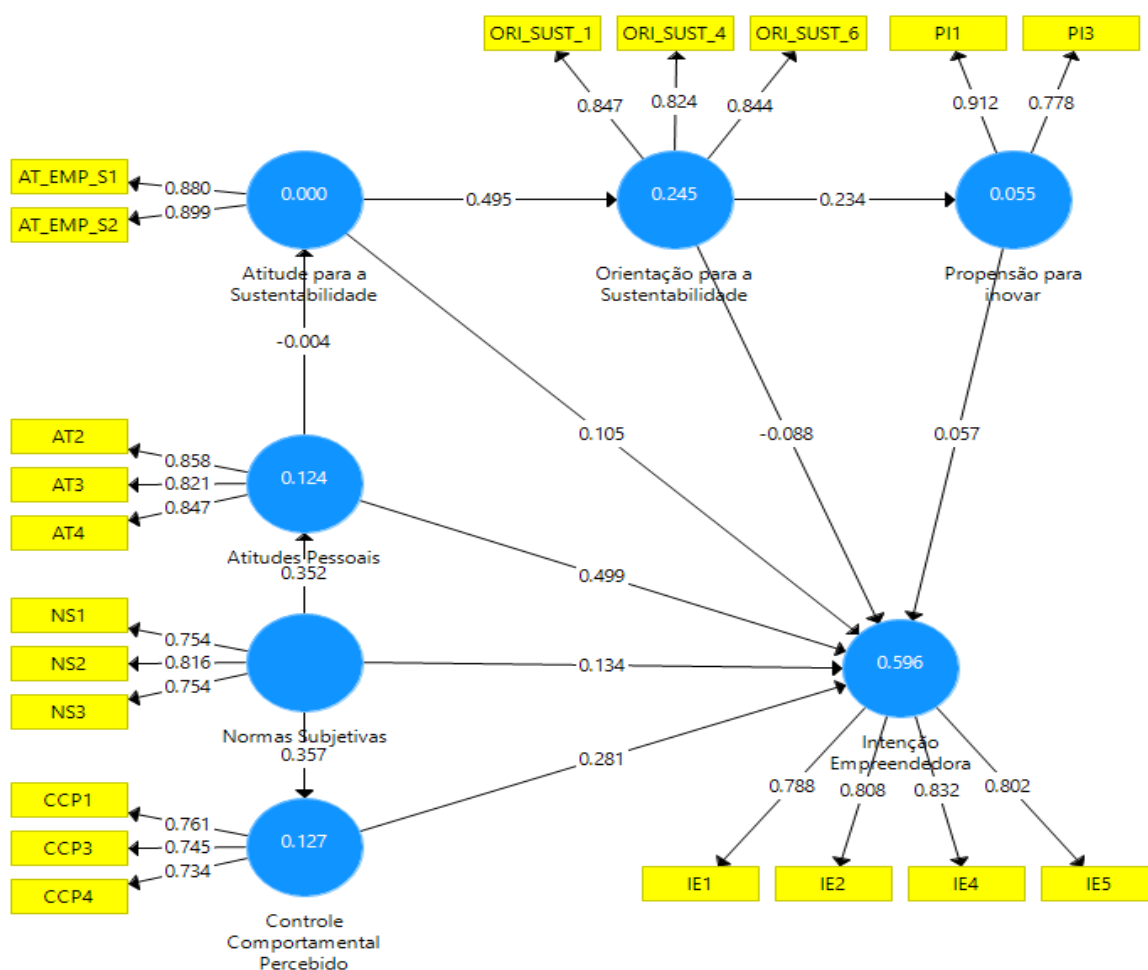 ORI_SUST_1
ORI_SUST_4
ORI_SUST_6
PI1
PI3
0.847
0.824
0.844
0.912
0.778
AT_EMP_S1
AT_EMP_S2
0.880
0.899
0.000
0.495
0.245
0.234
0.055
Atitude para a
Sustentabilidade
Orientação para a
Sustentabilidade
Propensão para
inovar
-0.004
0.105
-0.088
0.057
AT2
AT3
AT4
0.858
0.821
0.847
0.124
Atitudes Pessoais
0.352
0.499
NS1
NS2
NS3
0.754
0.816
0.754
0.134
0.596
Normas Subjetivas
0.357
Intenção
Empreendedora
0.281
CCP1
CCP3
CCP4
0.761
0.745
0.734
0.127
Controle
Comportamental
Percebido
0.788
0.808
0.832
0.802
IE1
IE2
IE4
IE5